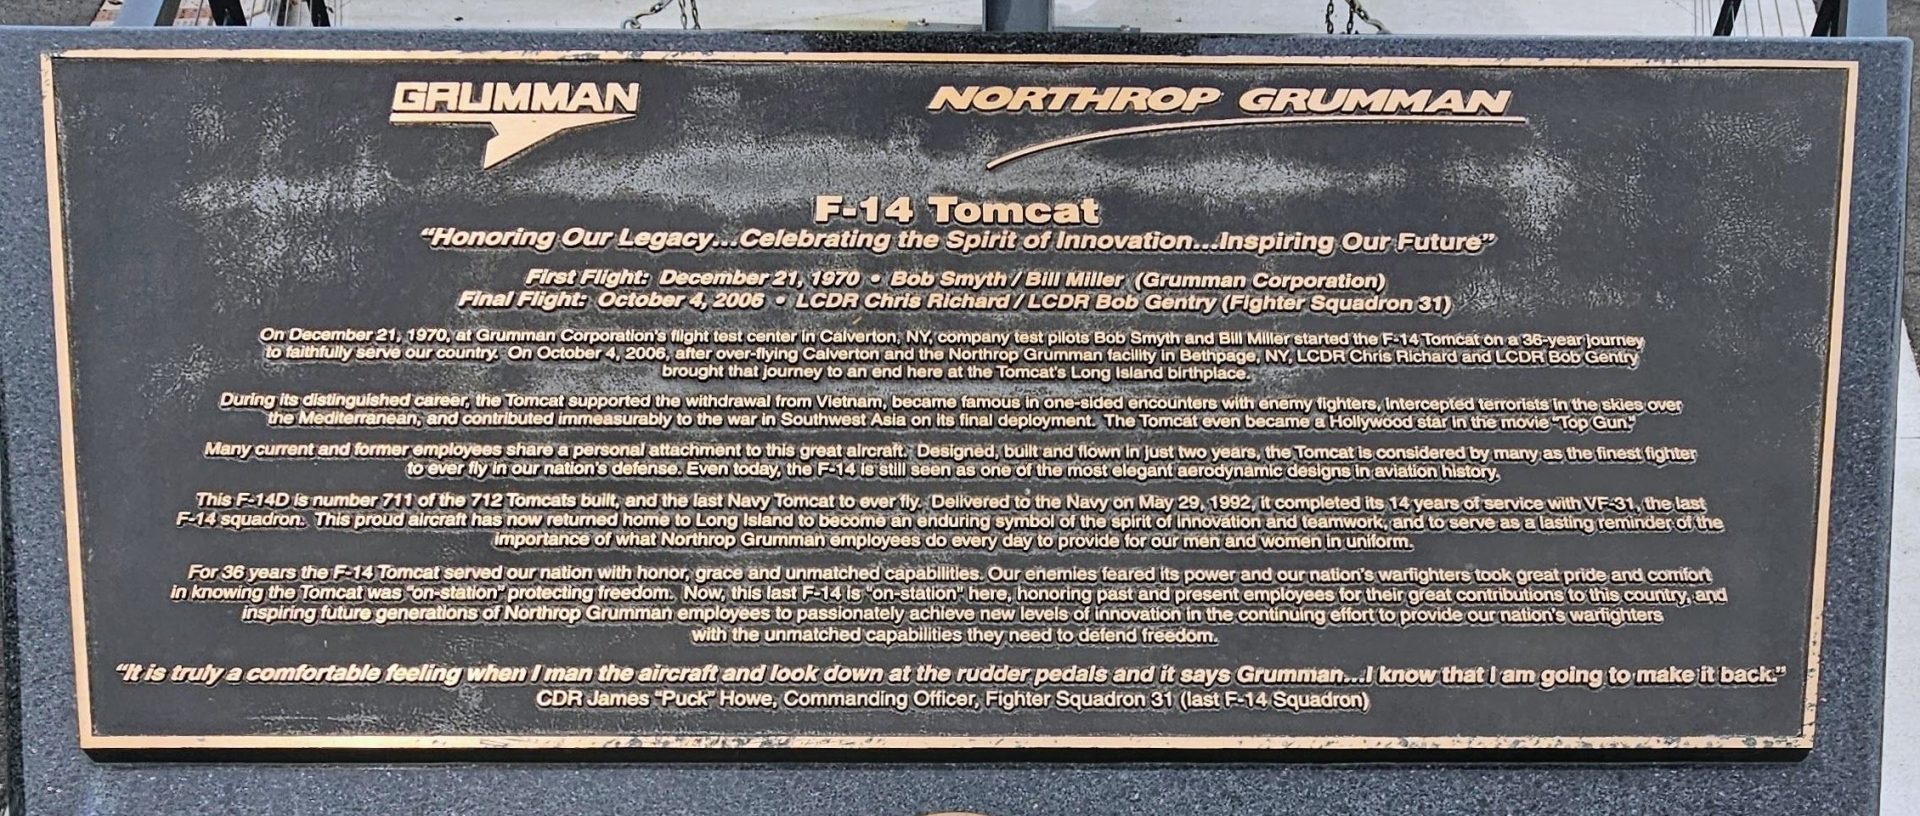 GRUMMAN
NORTHROP GRUMMAN
F-14 Tomcat
“Honoring Our Legacy...Celebrating the Spirit of Innovation...Inspiring Our Future”
First Flight: December 21, 1970 • Bob Smyth / Bill Miller (Grumman Corporation)
Final Flight: October 4, 2006 • LCDR Chris Richard / LCDR Bob Gentry (Fighter Squadron 31)
On December 21, 1970, at Grumman Corporation's flight test center in Calverton, NY, company test pilots Bob Smyth and Bill Miller started the F-14 Tomcat on a 36-year journey
to faithfully serve our country. On October 4, 2006, after over-flying Calverton and the Northrop Grumman facility in Bethpage, NY, LCDR Chris Richard and LCDR Bob Gentry
brought that journey to an end here at the Tomcat's Long Island birthplace.
During its distinguished career, the Tomcat supported the withdrawal from Vietnam, became famous in one-sided encounters with enemy fighters, intercepted terrorists in the skies over
the Mediterranean, and contributed immeasurably to the war in Southwest Asia on its final deployment. The Tomcat even became a Hollywood star in the movie “Top Gun.”
Many current and former employees share a personal attachment to this great aircraft. Designed, built and flown in just two years, the Tomcat is considered by many as the finest fighter
to ever fly in our nation's defense. Even today, the F-14 is still seen as one of the most elegant aerodynamic designs in aviation history.
This F-14D is number 711 of the 712 Tomcats built, and the last Navy Tomcat to ever fly. Delivered to the Navy on May 29, 1992, it completed its 14 years of service with VF-31, the last
F-14 squadron. This proud aircraft has now returned home to Long Island to become an enduring symbol of the spirit of innovation and teamwork, and to serve as a lasting reminder of the
importance of what Northrop Grumman employees do every day to provide for our men and women in uniform.
For 36 years the F-14 Tomcat served our nation with honor, grace and unmatched capabilities. Our enemies feared its power and our nation's warfighters took great pride and comfort
in knowing the Tomcat was “on-station” protecting freedom. Now, this last F-14 is “on-station” here, honoring past and present employees for their great contributions to this country, and
inspiring future generations of Northrop Grumman employees to passionately achieve new levels of innovation in the continuing effort to provide our nation's warfighters
with the unmatched capabilities they need to defend freedom.
“It is truly a comfortable feeling when I man the aircraft and look down at the rudder pedals and it says Grumman...I know that I am going to make it back.”
CDR James “Puck” Howe, Commanding Officer, Fighter Squadron 31 (last F-14 Squadron)